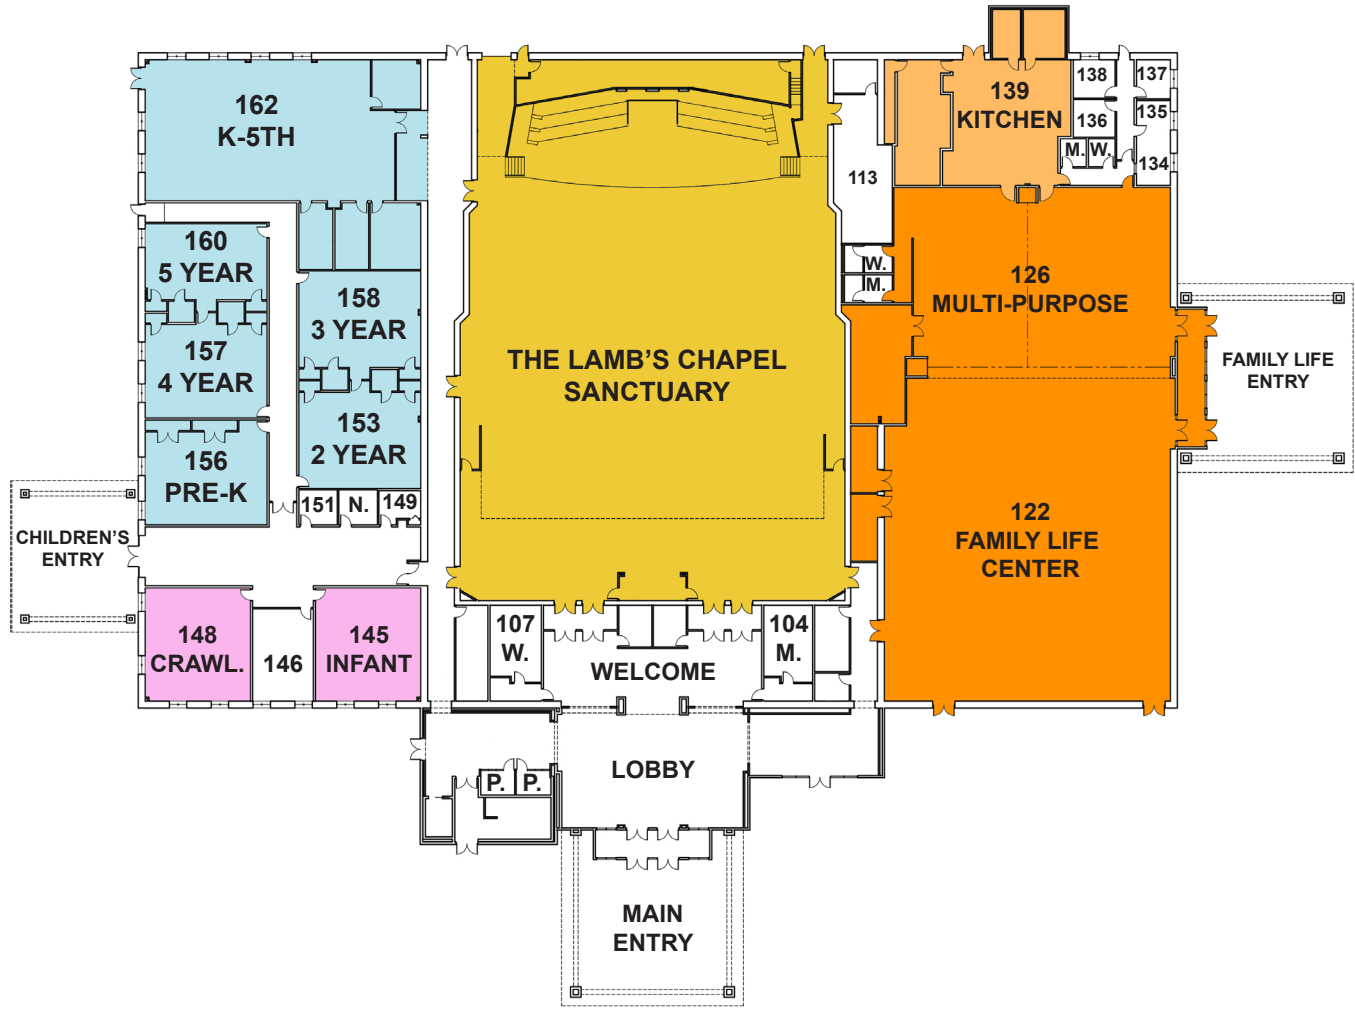 162
K-5TH
139
KITCHEN
138
137
136
135
134
M.
W.
113
160
5 YEAR
158
3 YEAR
157
4 YEAR
153
2 YEAR
156
PRE-K
151
N.
149
W.
M.
126
MULTI-PURPOSE
THE LAMB'S CHAPEL
SANCTUARY
FAMILY LIFE
ENTRY
122
FAMILY LIFE
CENTER
CHILDREN'S
ENTRY
148
CRAWL.
146
145
INFANT
107
W.
104
M.
WELCOME
LOBBY
P.
P.
MAIN
ENTRY